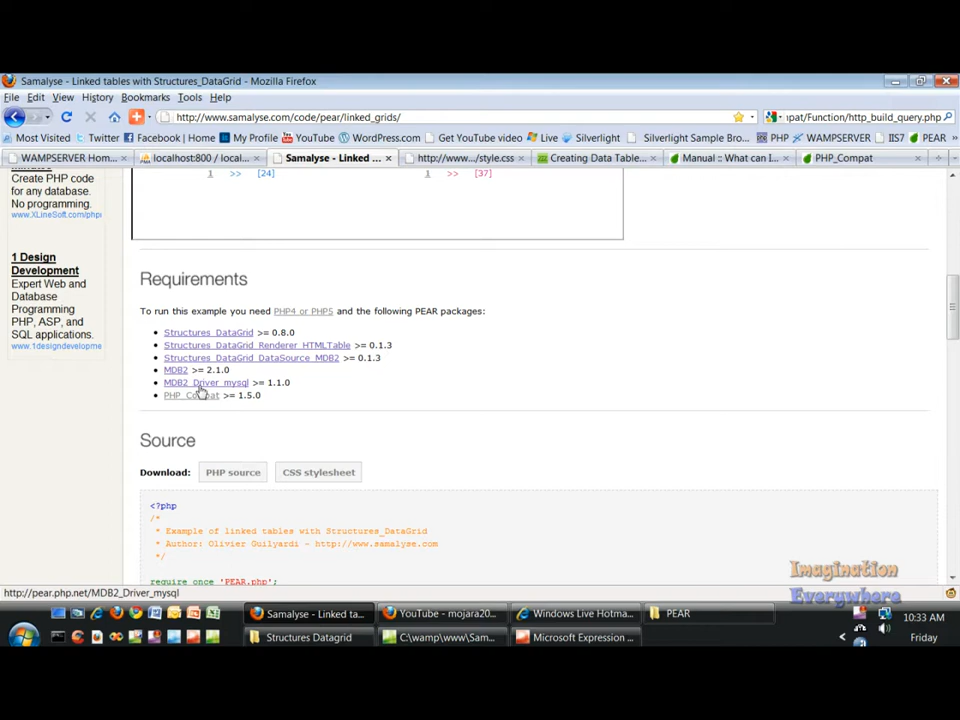 Samalyse - Linked tables with Structures_DataGrid - Mozilla Firefox
File Edit View History Bookmarks Tools Help
http://www.samalyse.com/code/pear/linked_grids/
pat/Function/http_build_query.php
Most Visited Twitter Facebook | Home My Profile YouTube WordPress.com Get YouTube video Live Silverlight Silverlight Sample Bro... PHP WAMPSERVER IIS7 PEAR
WAMPSERVER Hom... localhost:800 / local... Samalyse - Linked ... http://www.../style.css Creating Data Table... Manual :: What can I... PHP_Compat
1 >> [24] 1 >> [37]
Create PHP code
for any database.
No programming.
www.XLineSoft.com/phpr
1 Design
Development
Expert Web and
Database
Programming
PHP, ASP, and
SQL applications.
www.1designdevelopme
Requirements
To run this example you need PHP4 or PHP5 and the following PEAR packages:
Structures_DataGrid >= 0.8.0
Structures_DataGrid_Renderer_HTMLTable >= 0.1.3
Structures_DataGrid_DataSource_MDB2 >= 0.1.3
MDB2 >= 2.1.0
MDB2_Driver_mysql >= 1.1.0
PHP_Compat >= 1.5.0
Source
Download: PHP source CSS stylesheet
<?php
/*
* Example of linked tables with Structures_DataGrid
* Author: Olivier Guilyardi - http://www.samalyse.com
*/
require_once 'PEAR.php';
Imagination
Everywhere
http://pear.php.net/MDB2_Driver_mysql
Samalyse - Linked ta... YouTube - mojara20... Windows Live Hotma... PEAR
10:33 AM
Structures Datagrid C:\wamp\www\Sam... Microsoft Expression ...
Friday